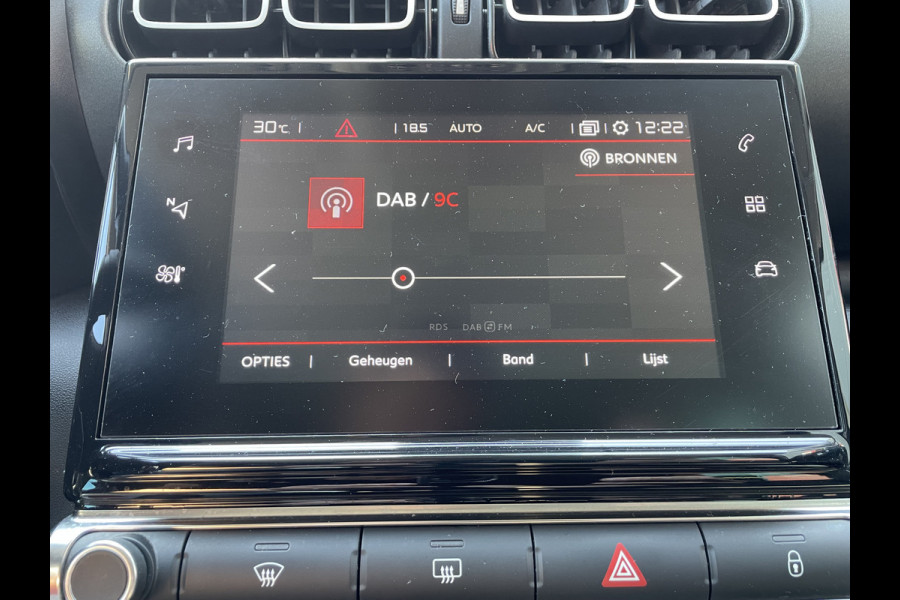 30°C | | 18.5 AUTO A/C | | 12:22
BRONNEN
DAB / 9C
RDS DAB FM
OPTIES | Geheugen | Band | Lijst
N